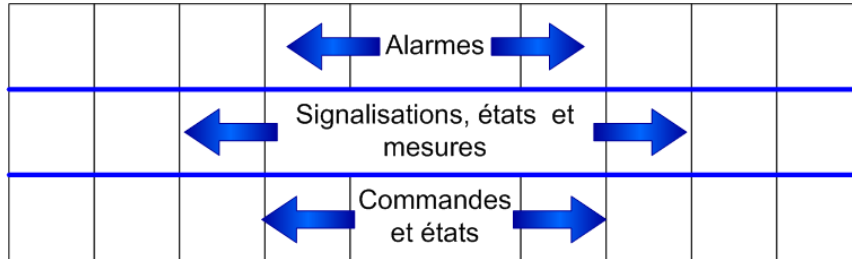 Alarmes
Signalisations, états et
mesures
Commandes
et états